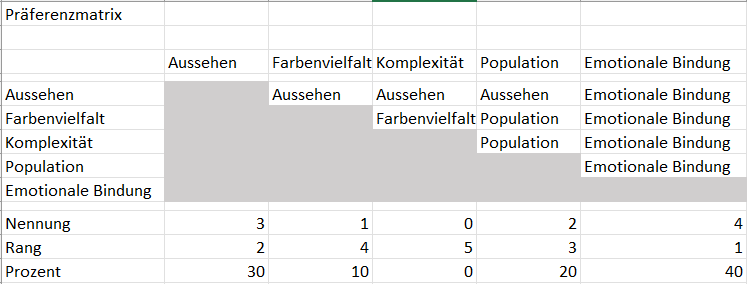 Präferenzmatrix
Aussehen Farbenvielfalt Komplexität Population Emotionale Bindung
Aussehen Aussehen Aussehen Aussehen Emotionale Bindung
Farbenvielfalt Farbenvielfalt Population Emotionale Bindung
Komplexität Population Emotionale Bindung
Population Emotionale Bindung
Emotionale Bindung
Nennung 3 1 0 2 4
Rang 2 4 5 3 1
Prozent 30 10 0 20 40